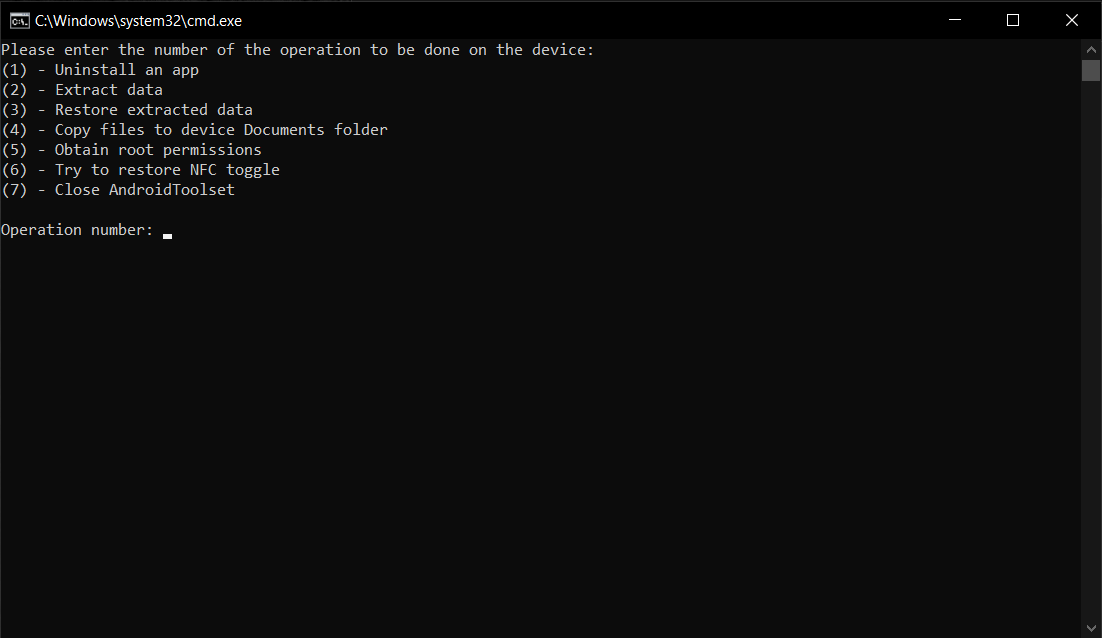 C:\Windows\system32\cmd.exe
Please enter the number of the operation to be done on the device:
(1) - Uninstall an app
(2) - Extract data
(3) - Restore extracted data
(4) - Copy files to device Documents folder
(5) - Obtain root permissions
(6) - Try to restore NFC toggle
(7) - Close AndroidToolset
Operation number: